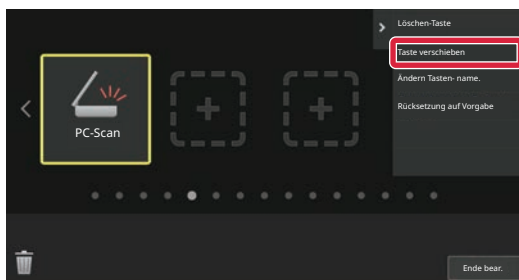 Löschen-Taste
Taste verschieben
Ändern Tasten- name.
Rücksetzung auf Vorgabe
PC-Scan
Ende bear.